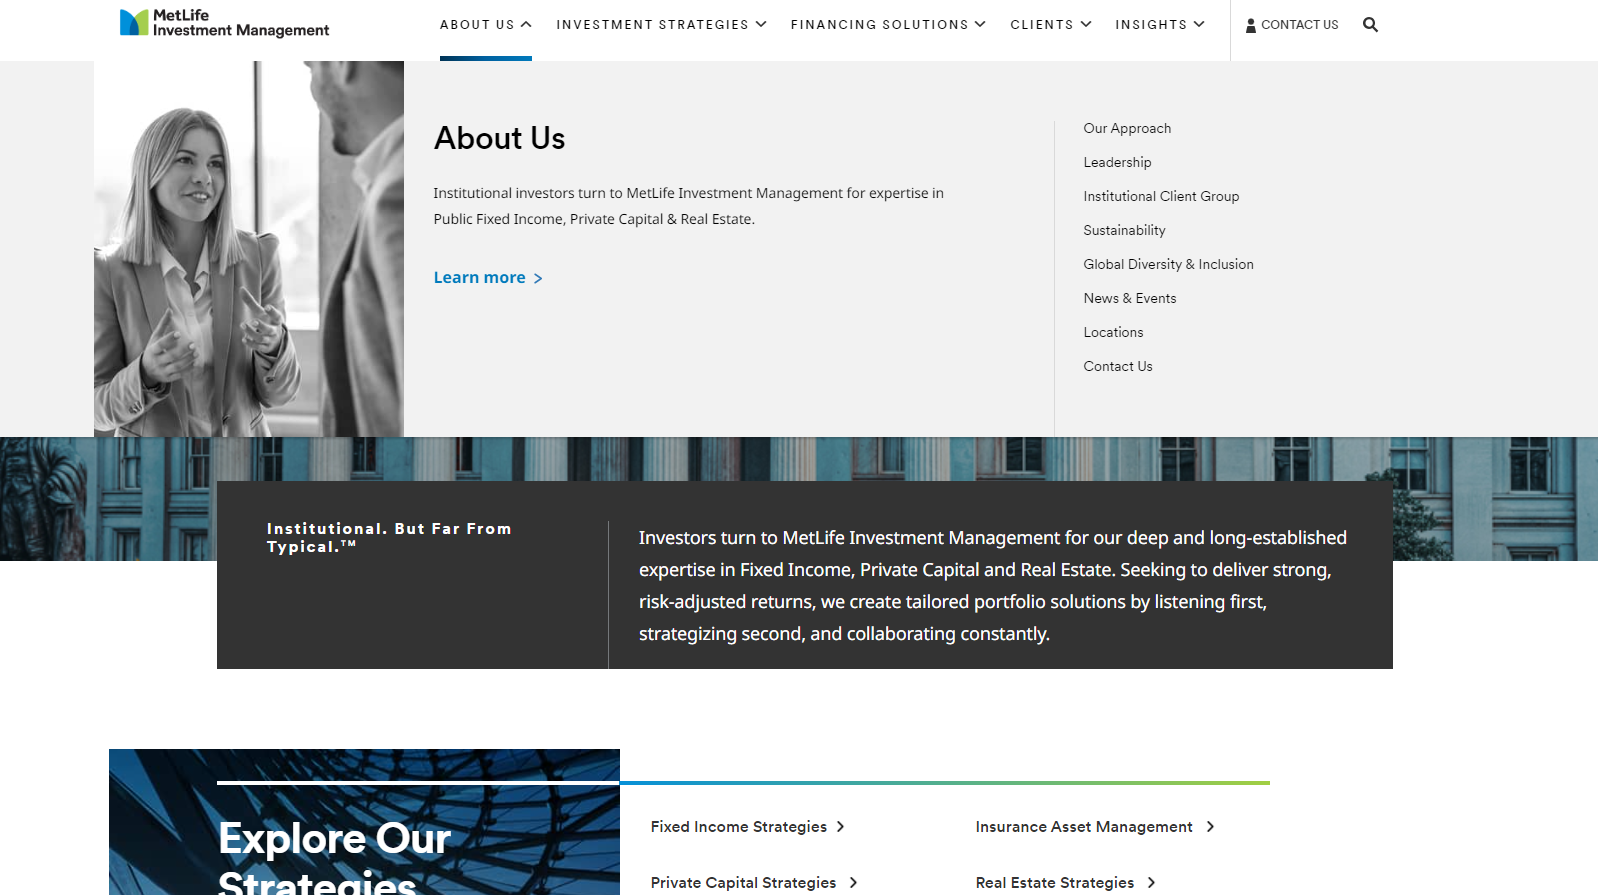 MetLife
Investment Management
ABOUT US
INVESTMENT STRATEGIES
FINANCING SOLUTIONS
CLIENTS
INSIGHTS
CONTACT US
About Us
Institutional investors turn to MetLife Investment Management for expertise in
Public Fixed Income, Private Capital & Real Estate.
Learn more
Our Approach
Leadership
Institutional Client Group
Sustainability
Global Diversity & Inclusion
News & Events
Locations
Contact Us
Institutional. But Far From
Typical.™
Investors turn to MetLife Investment Management for our deep and long-established
expertise in Fixed Income, Private Capital and Real Estate. Seeking to deliver strong,
risk-adjusted returns, we create tailored portfolio solutions by listening first,
strategizing second, and collaborating constantly.
Explore Our
Strategies
Fixed Income Strategies
Insurance Asset Management
Private Capital Strategies
Real Estate Strategies